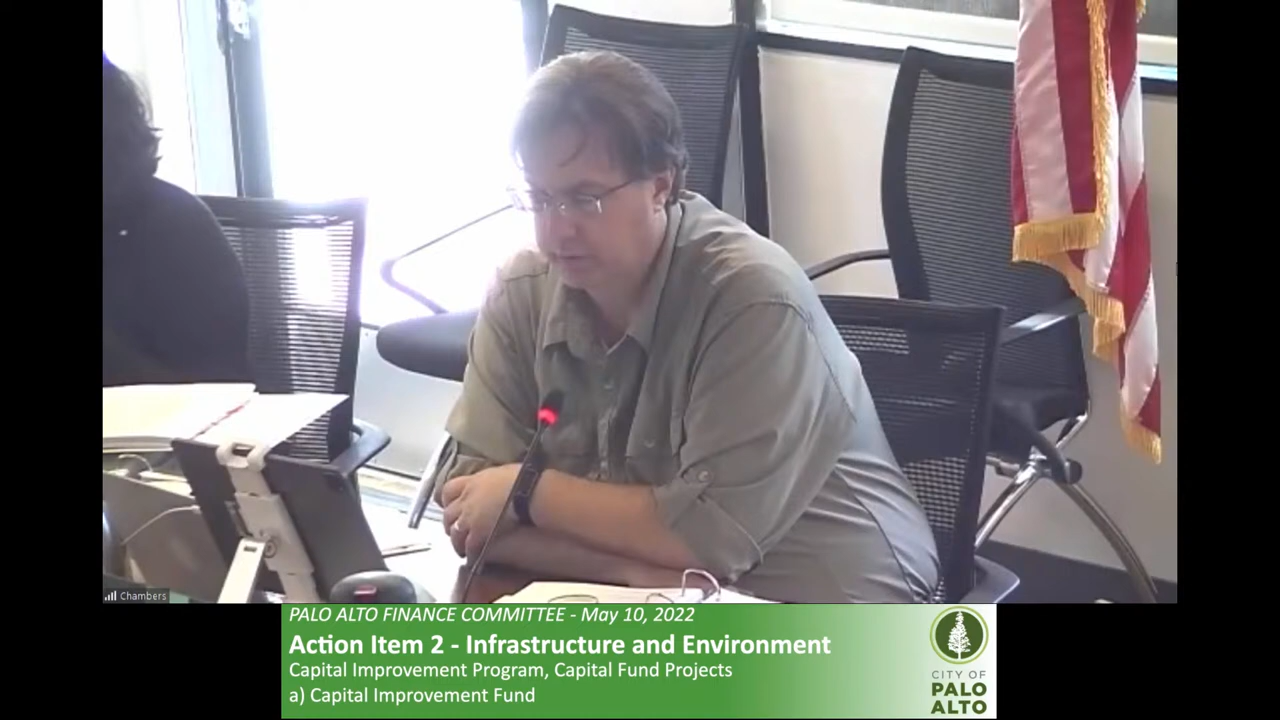 Chambers
PALO ALTO FINANCE COMMITTEE - May 10, 2022
Action Item 2 - Infrastructure and Environment
Capital Improvement Program, Capital Fund Projects
a) Capital Improvement Fund
CITY OF
PALO
ALTO